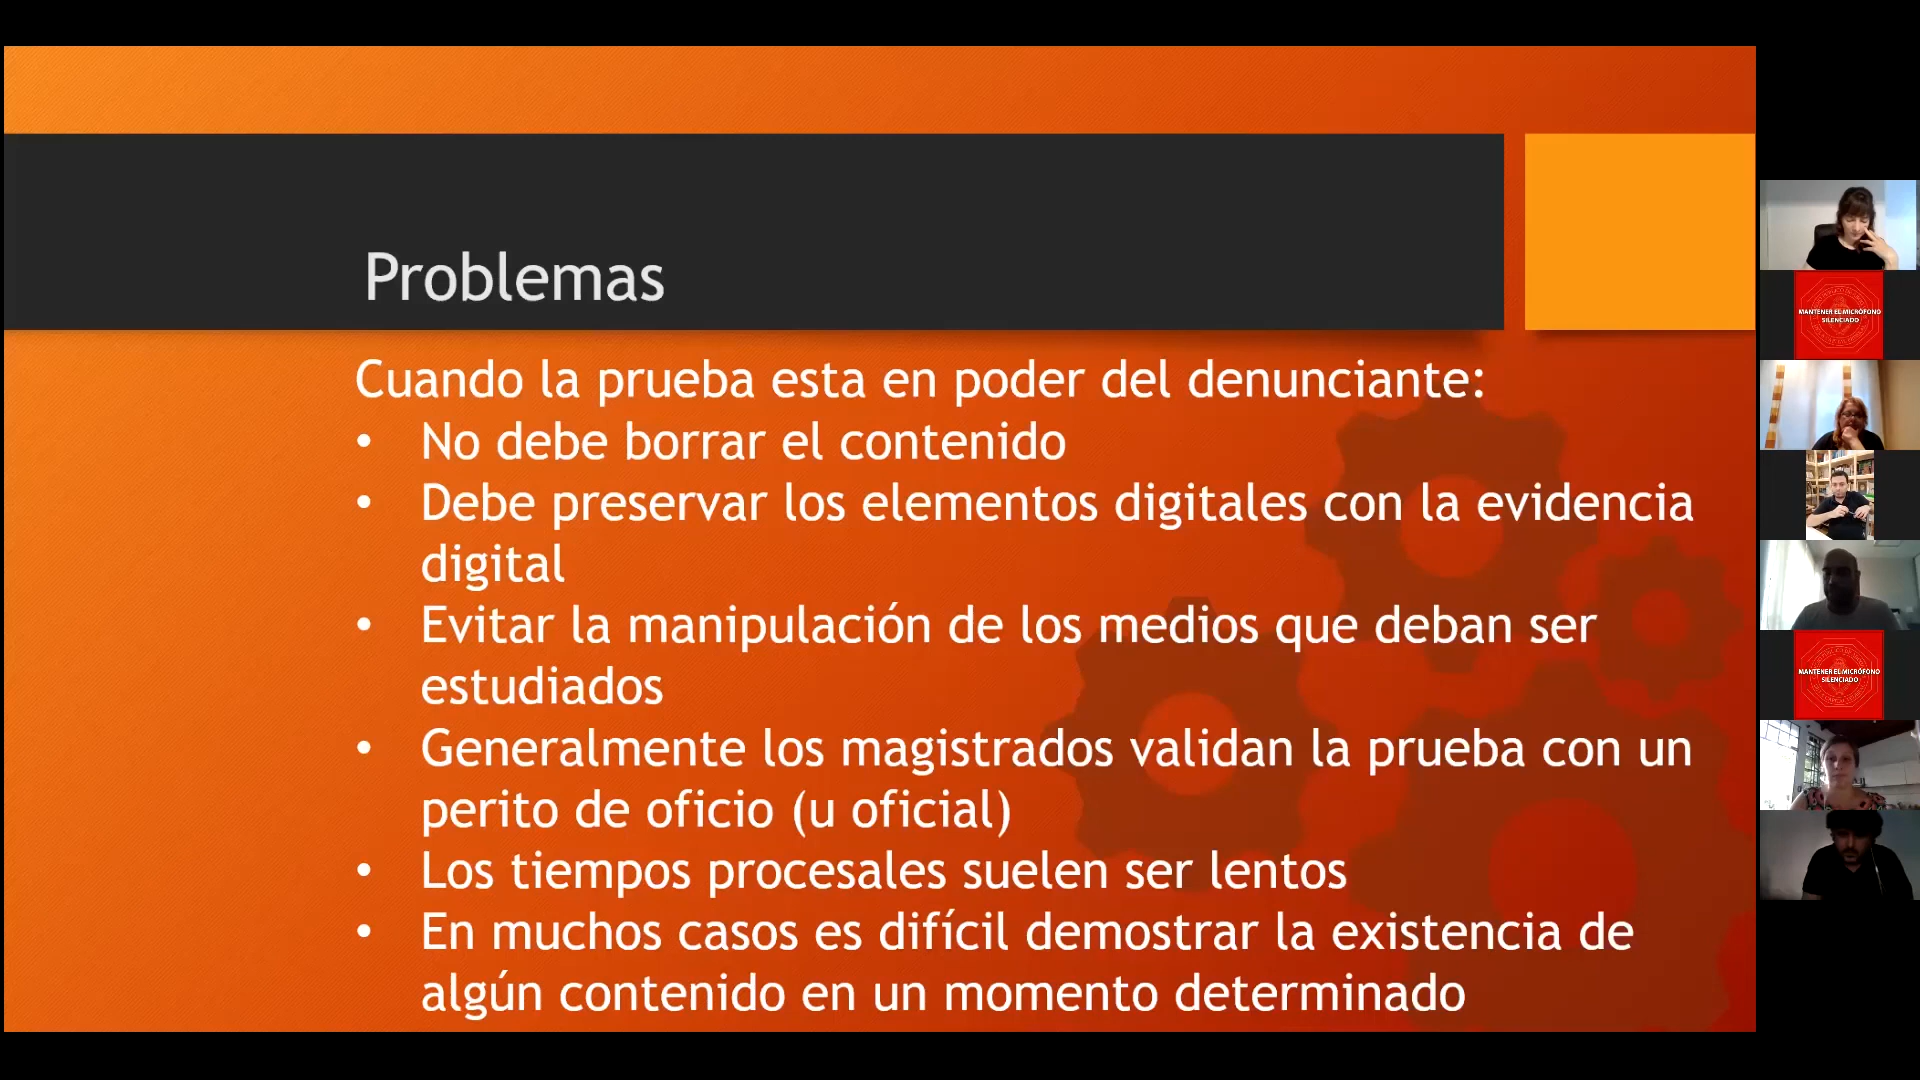 Problemas
Cuando la prueba esta en poder del denunciante:
• No debe borrar el contenido
• Debe preservar los elementos digitales con la evidencia
digital
• Evitar la manipulación de los medios que deban ser
estudiados
• Generalmente los magistrados validan la prueba con un
perito de oficio (u oficial)
• Los tiempos procesales suelen ser lentos
• En muchos casos es difícil demostrar la existencia de
algún contenido en un momento determinado
MANTENER EL MICRÓFONO
SILENCIADO
MANTENER EL MICRÓFONO
SILENCIADO